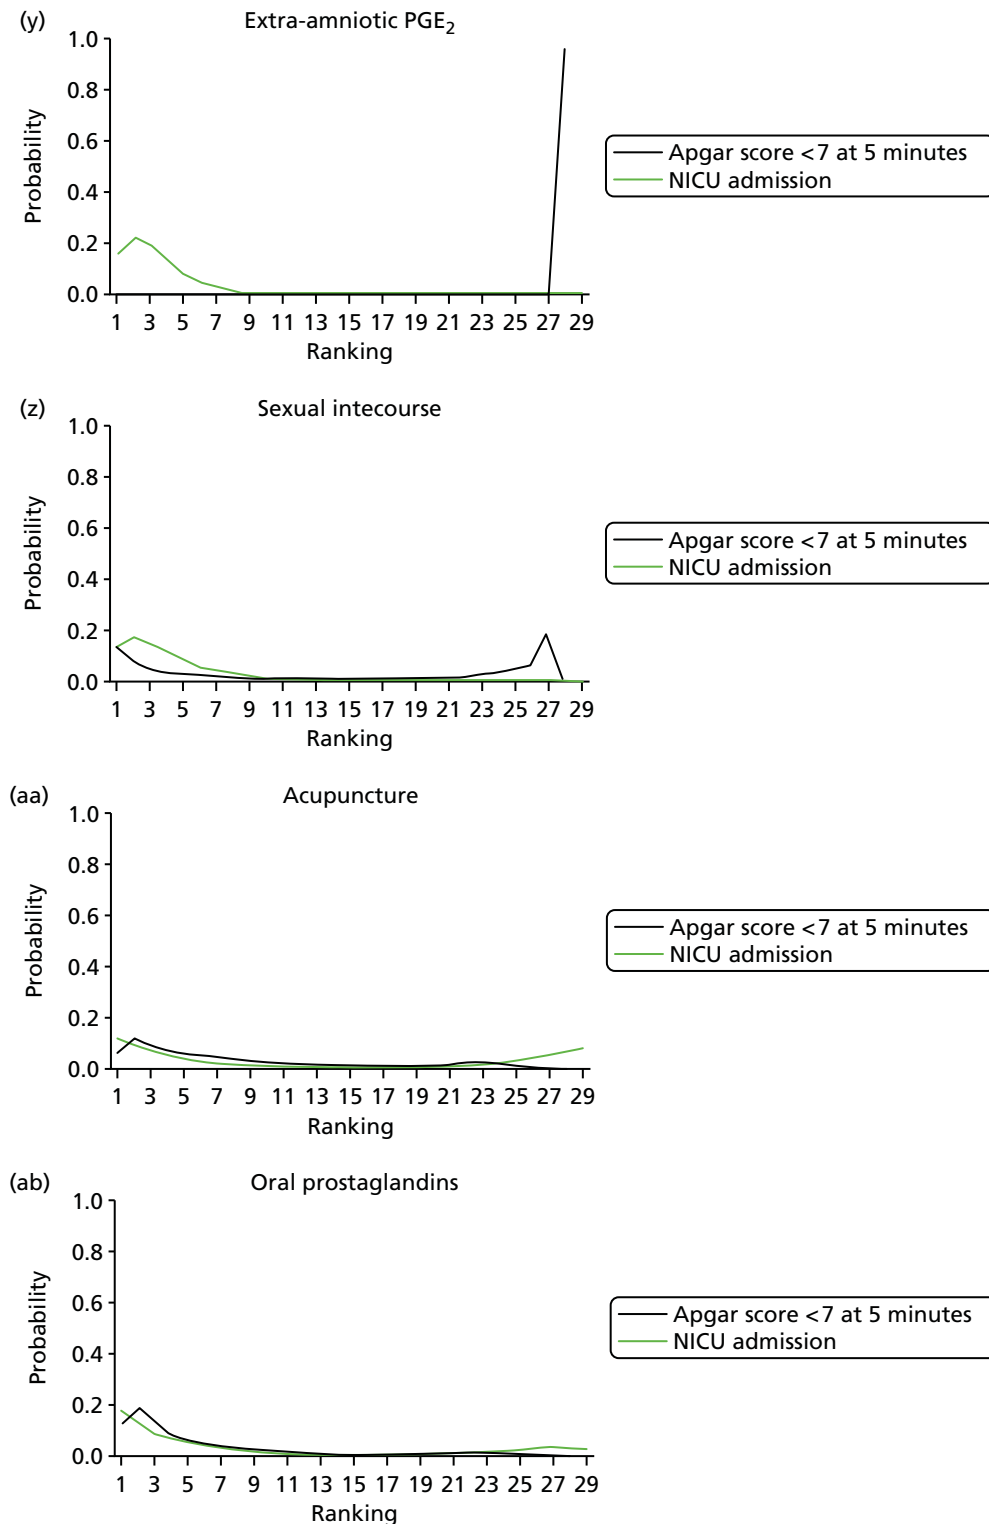 (y)
Extra-amniotic PGE2
1.0
0.8
0.6
0.4
0.2
0.0
Probability
1 3 5 7 9 11 13 15 17 19 21 23 25 27 29
Ranking
Apgar score <7 at 5 minutes
NICU admission
(z)
Sexual intecourse
1.0
0.8
0.6
0.4
0.2
0.0
Probability
1 3 5 7 9 11 13 15 17 19 21 23 25 27 29
Ranking
Apgar score <7 at 5 minutes
NICU admission
(aa)
Acupuncture
1.0
0.8
0.6
0.4
0.2
0.0
Probability
1 3 5 7 9 11 13 15 17 19 21 23 25 27 29
Ranking
Apgar score <7 at 5 minutes
NICU admission
(ab)
Oral prostaglandins
1.0
0.8
0.6
0.4
0.2
0.0
Probability
1 3 5 7 9 11 13 15 17 19 21 23 25 27 29
Ranking
Apgar score <7 at 5 minutes
NICU admission